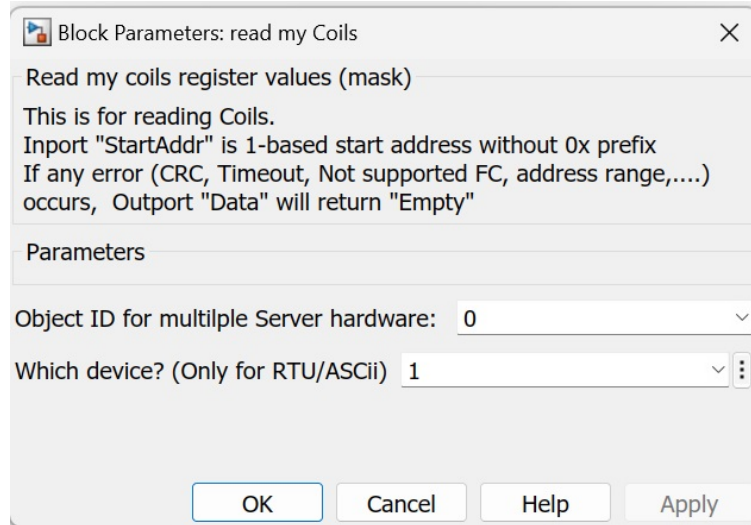 Block Parameters: read my Coils
Read my coils register values (mask)
This is for reading Coils.
Inport "StartAddr" is 1-based start address without 0x prefix
If any error (CRC, Timeout, Not supported FC, address range,....)
occurs,  Outport "Data" will return "Empty"
Parameters
Object ID for multilple Server hardware: 0
Which device? (Only for RTU/ASCii) 1
OK Cancel Help Apply